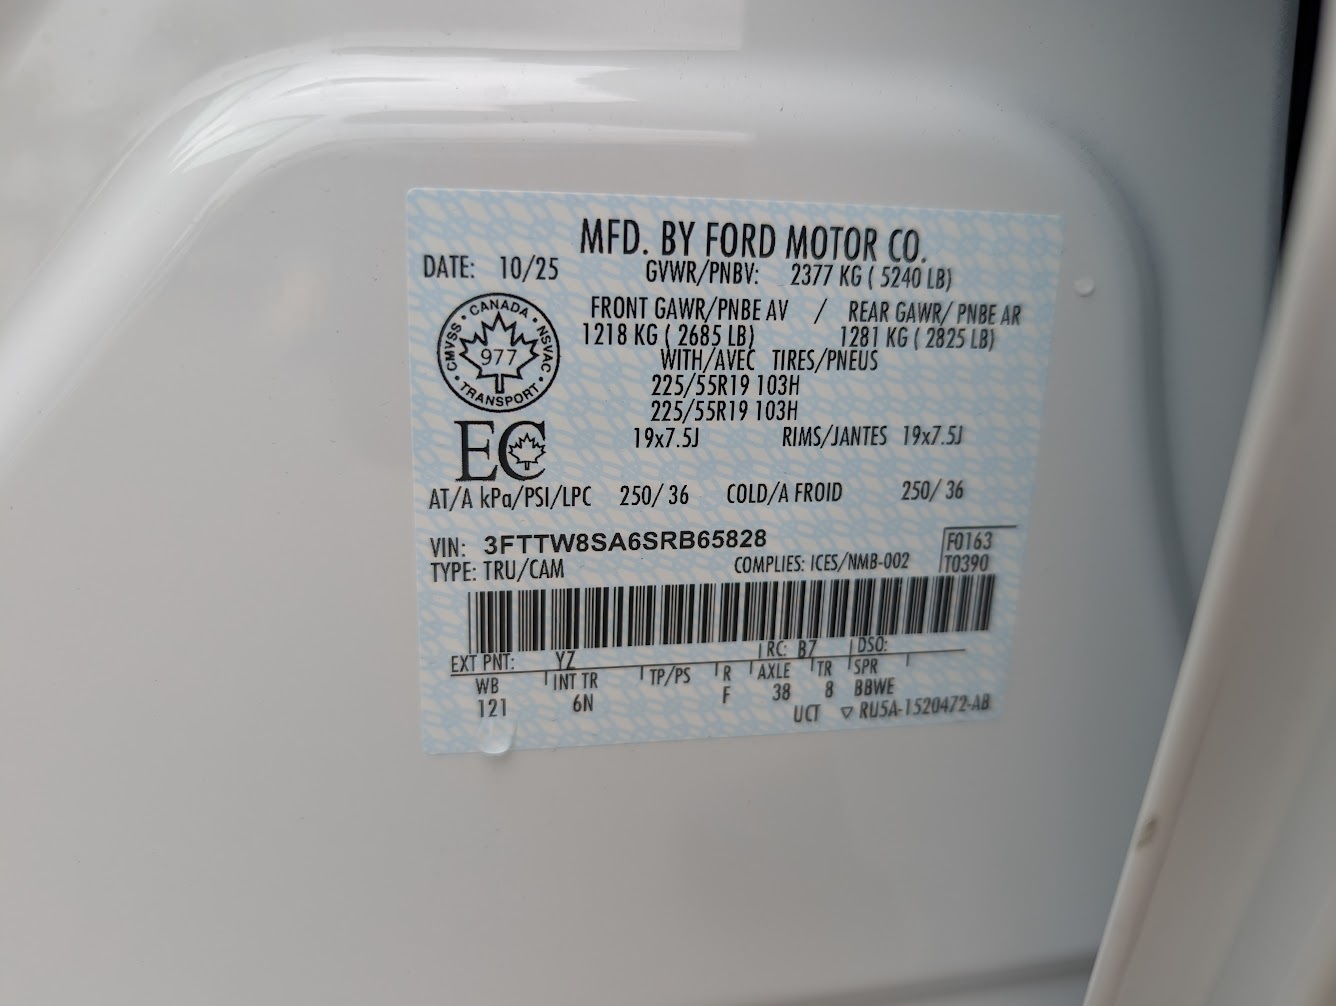 MFD. BY FORD MOTOR CO.
DATE: 10/25 GVWR/PNBV: 2377 KG ( 5240 LB)
FRONT GAWR/PNBE AV / REAR GAWR/ PNBE AR
1218 KG ( 2685 LB) 1281 KG ( 2825 LB)
WITH/AVEC TIRES/PNEUS
225/55R19 103H
225/55R19 103H
19x7.5J RIMS/JANTES 19x7.5J
CANADA · NSVAC · TRANSPORT · CMVSS ·
977
EC
AT/A kPa/PSI/LPC 250/ 36 COLD/A FROID 250/ 36
VIN: 3FTTW8SA6SRB65828 F0163
TYPE: TRU/CAM COMPLIES: ICES/NMB-002 T0390
EXT PNT: YZ RC: B7 DSO:
WB INT TR TP/PS R AXLE TR SPR
121 6N F 38 8 BBWE
UCT ▽ RU5A-1520472-AB